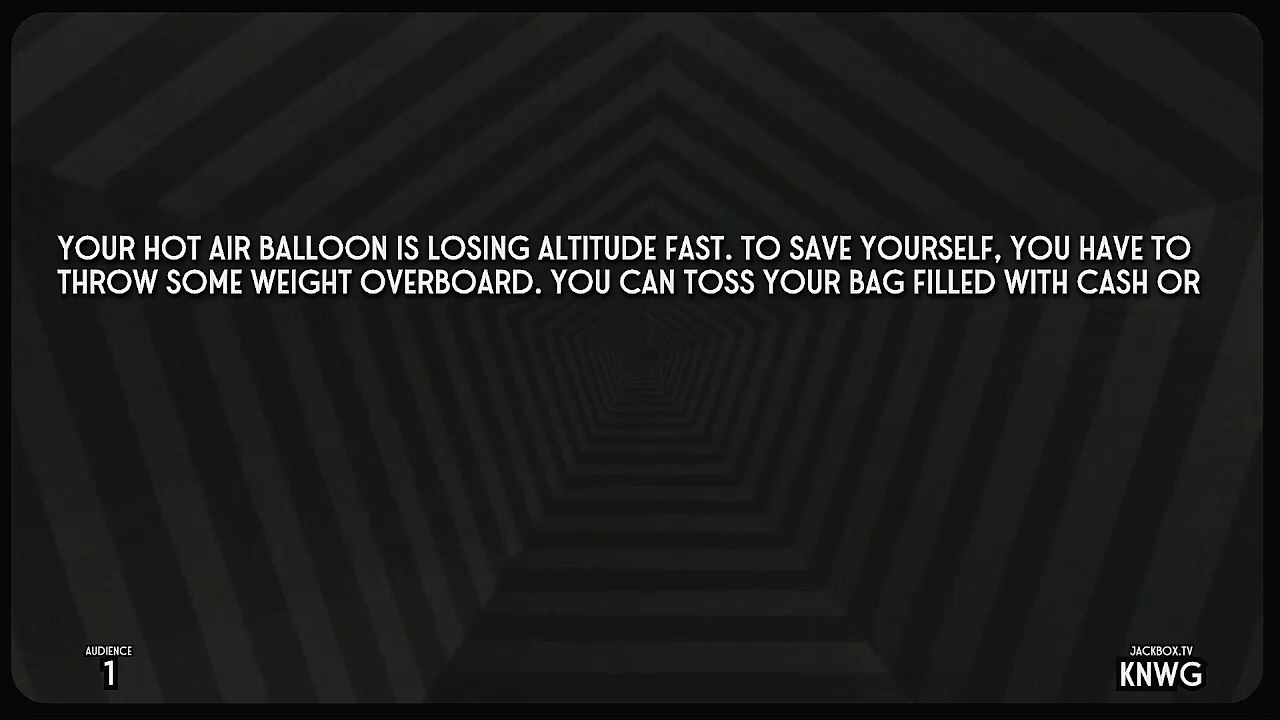 YOUR HOT AIR BALLOON IS LOSING ALTITUDE FAST. TO SAVE YOURSELF, YOU HAVE TO
THROW SOME WEIGHT OVERBOARD. YOU CAN TOSS YOUR BAG FILLED WITH CASH OR
AUDIENCE
1
JACKBOX.TV
KNWG